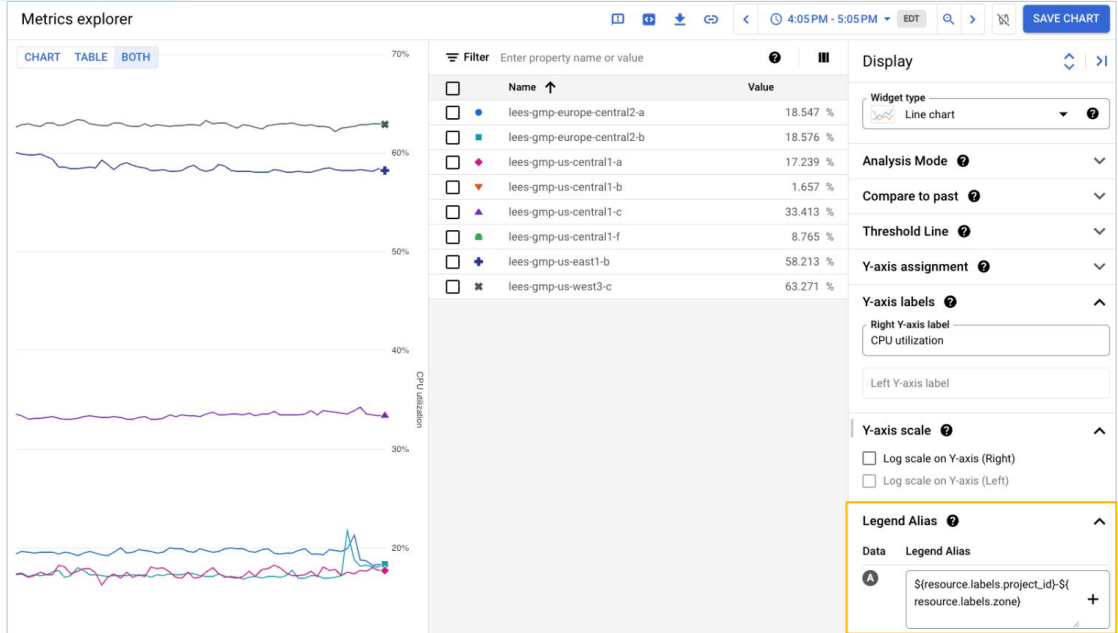 Metrics explorer
4:05 PM - 5:05 PM EDT
SAVE CHART
CHART TABLE BOTH
70%
60%
50%
40%
30%
20%
CPU utilization
Filter Enter property name or value
Name Value
lees-gmp-europe-central2-a 18.547 %
lees-gmp-europe-central2-b 18.576 %
lees-gmp-us-central1-a 17.239 %
lees-gmp-us-central1-b 1.657 %
lees-gmp-us-central1-c 33.413 %
lees-gmp-us-central1-f 8.765 %
lees-gmp-us-east1-b 58.213 %
lees-gmp-us-west3-c 63.271 %
Display
Widget type
Line chart
Analysis Mode
Compare to past
Threshold Line
Y-axis assignment
Y-axis labels
Right Y-axis label
CPU utilization
Left Y-axis label
Y-axis scale
Log scale on Y-axis (Right)
Log scale on Y-axis (Left)
Legend Alias
Data Legend Alias
A
${resource.labels.project_id}-${
resource.labels.zone}